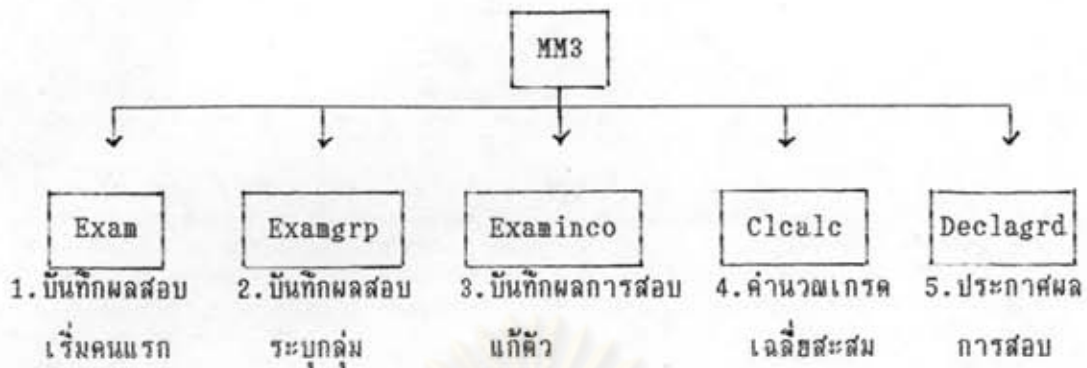 MM3
Exam Examgrp Examinco Clcalc Declagrd
1.บันทึกผลสอบ 2.บันทึกผลสอบ 3.บันทึกผลการสอบ 4.คำนวณเกรด 5.ประกาศผล
เริ่มคนแรก ระบุกลุ่ม แก้ตัว เฉลี่ยสะสม การสอบ